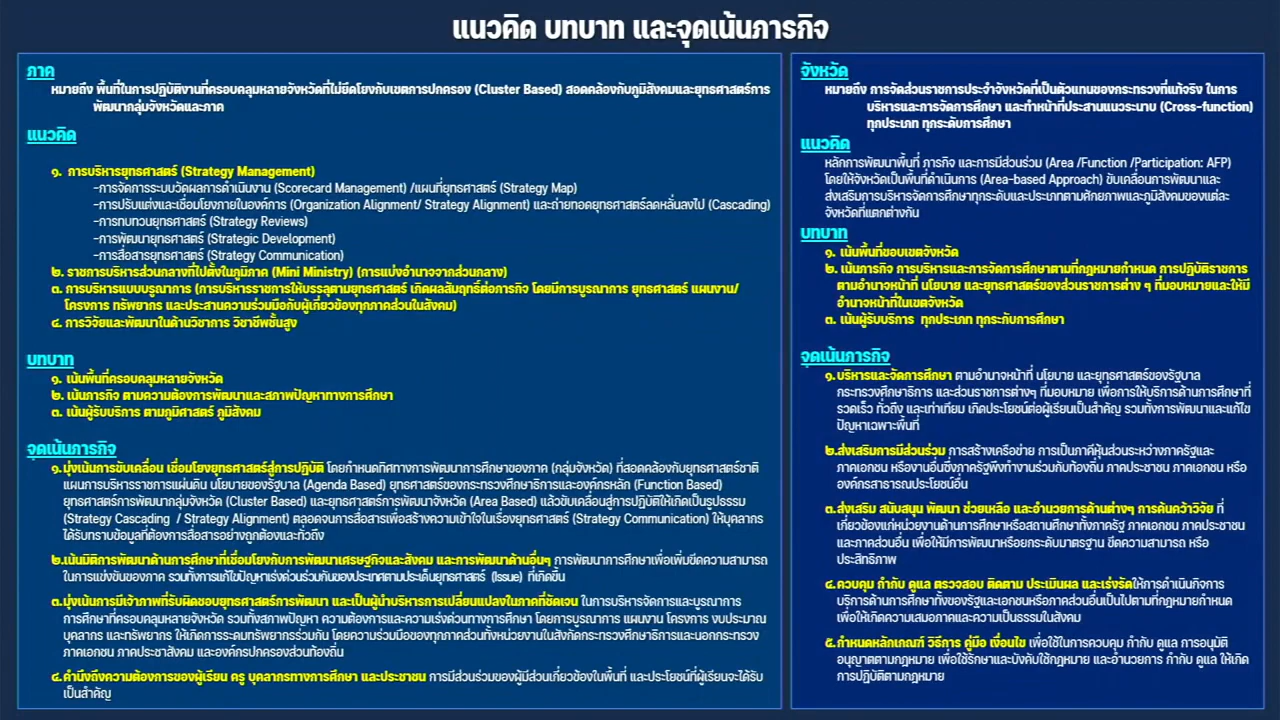 แนวคิด บทบาท และจุดเน้นภารกิจ
ภาค
หมายถึง พื้นที่ในการปฏิบัติงานที่ครอบคลุมหลายจังหวัดที่ไม่ยึดโยงกับเขตการปกครอง (Cluster Based) สอดคล้องกับภูมิสังคมและยุทธศาสตร์การ
พัฒนากลุ่มจังหวัดและภาค
แนวคิด
๑. การบริหารยุทธศาสตร์ (Strategy Management)
-การจัดการระบบวัดผลการดำเนินงาน (Scorecard Management) /แผนที่ยุทธศาสตร์ (Strategy Map)
-การปรับแต่งและเชื่อมโยงภายในองค์การ (Organization Alignment/ Strategy Alignment) และถ่ายทอดยุทธศาสตร์ลดหลั่นลงไป (Cascading)
-การทบทวนยุทธศาสตร์ (Strategy Reviews)
-การพัฒนายุทธศาสตร์ (Strategic Development)
-การสื่อสารยุทธศาสตร์ (Strategy Communication)
๒. ราชการบริหารส่วนกลางที่ไปตั้งในภูมิภาค (Mini Ministry) (การแบ่งอำนาจจากส่วนกลาง)
๓. การบริหารแบบบูรณาการ (การบริหารราชการให้บรรลุตามยุทธศาสตร์ เกิดผลสัมฤทธิ์ต่อภารกิจ โดยมีการบูรณาการ ยุทธศาสตร์ แผนงาน/
โครงการ ทรัพยากร และประสานความร่วมมือกับผู้เกี่ยวข้องทุกภาคส่วนในสังคม)
๔. การวิจัยและพัฒนาในด้านวิชาการ วิชาชีพชั้นสูง
บทบาท
๑. เน้นพื้นที่ครอบคลุมหลายจังหวัด
๒. เน้นภารกิจ ตามความต้องการพัฒนาและสภาพปัญหาทางการศึกษา
๓. เน้นผู้รับบริการ ตามภูมิศาสตร์ ภูมิสังคม
จุดเน้นภารกิจ
๑.มุ่งเน้นการขับเคลื่อน เชื่อมโยงยุทธศาสตร์สู่การปฏิบัติ โดยกำหนดทิศทางการพัฒนาการศึกษาของภาค (กลุ่มจังหวัด) ที่สอดคล้องกับยุทธศาสตร์ชาติ
แผนการบริหารราชการแผ่นดิน นโยบายของรัฐบาล (Agenda Based) ยุทธศาสตร์ของกระทรวงศึกษาธิการและองค์กรหลัก (Function Based)
ยุทธศาสตร์การพัฒนากลุ่มจังหวัด (Cluster Based) และยุทธศาสตร์การพัฒนาจังหวัด (Area Based) แล้วขับเคลื่อนสู่การปฏิบัติให้เกิดเป็นรูปธรรม
(Strategy Cascading / Strategy Alignment) ตลอดจนการสื่อสารเพื่อสร้างความเข้าใจในเรื่องยุทธศาสตร์ (Strategy Communication) ให้บุคลากร
ได้รับทราบข้อมูลที่ต้องการสื่อสารอย่างถูกต้องและทั่วถึง
๒.เน้นมิติการพัฒนาด้านการศึกษาที่เชื่อมโยงกับการพัฒนาเศรษฐกิจและสังคม และการพัฒนาด้านอื่นๆ การพัฒนาการศึกษาเพื่อเพิ่มขีดความสามารถ
ในการแข่งขันของภาค รวมทั้งการแก้ไขปัญหาเร่งด่วนร่วมกันของประเทศตามประเด็นยุทธศาสตร์ (Issue) ที่เกิดขึ้น
๓.มุ่งเน้นการมีเจ้าภาพที่รับผิดชอบยุทธศาสตร์การพัฒนา และเป็นผู้นำบริหารการเปลี่ยนแปลงในภาคที่ชัดเจน ในการบริหารจัดการและบูรณาการ
การศึกษาที่ครอบคลุมหลายจังหวัด รวมทั้งสภาพปัญหา ความต้องการและความเร่งด่วนทางการศึกษา โดยการบูรณาการ แผนงาน โครงการ งบประมาณ
บุคลากร และทรัพยากร ให้เกิดการระดมทรัพยากรร่วมกัน โดยความร่วมมือของทุกภาคส่วนทั้งหน่วยงานในสังกัดกระทรวงศึกษาธิการและนอกกระทรวง
ภาคเอกชน ภาคประชาสังคม และองค์กรปกครองส่วนท้องถิ่น
๔.คำนึงถึงความต้องการของผู้เรียน ครู บุคลากรทางการศึกษา และประชาชน การมีส่วนร่วมของผู้มีส่วนเกี่ยวข้องในพื้นที่ และประโยชน์ที่ผู้เรียนจะได้รับ
เป็นสำคัญ
จังหวัด
หมายถึง การจัดส่วนราชการประจำจังหวัดที่เป็นตัวแทนของกระทรวงที่แท้จริง ในการ
บริหารและการจัดการศึกษา และทำหน้าที่ประสานแนวระนาบ (Cross-function)
ทุกประเภท ทุกระดับการศึกษา
แนวคิด
หลักการพัฒนาพื้นที่ ภารกิจ และการมีส่วนร่วม (Area /Function /Participation: AFP)
โดยให้จังหวัดเป็นพื้นที่ดำเนินการ (Area-based Approach) ขับเคลื่อนการพัฒนาและ
ส่งเสริมการบริหารจัดการศึกษาทุกระดับและประเภทตามศักยภาพและภูมิสังคมของแต่ละ
จังหวัดที่แตกต่างกัน
บทบาท
๑. เน้นพื้นที่ขอบเขตจังหวัด
๒. เน้นภารกิจ การบริหารและการจัดการศึกษาตามที่กฎหมายกำหนด การปฏิบัติราชการ
ตามอำนาจหน้าที่ นโยบาย และยุทธศาสตร์ของส่วนราชการต่าง ๆ ที่มอบหมายและให้มี
อำนาจหน้าที่ในเขตจังหวัด
๓. เน้นผู้รับบริการ ทุกประเภท ทุกระกับการศึกษา
จุดเน้นภารกิจ
๑.บริหารและจัดการศึกษา ตามอำนาจหน้าที่ นโยบาย และยุทธศาสตร์ของรัฐบาล
กระทรวงศึกษาธิการ และส่วนราชการต่างๆ ที่มอบหมาย เพื่อการให้บริการด้านการศึกษาที่
รวดเร็ว ทั่วถึง และเท่าเทียม เกิดประโยชน์ต่อผู้เรียนเป็นสำคัญ รวมทั้งการพัฒนาและแก้ไข
ปัญหาเฉพาะพื้นที่
๒.ส่งเสริมการมีส่วนร่วม การสร้างเครือข่าย การเป็นภาคีหุ้นส่วนระหว่างภาครัฐและ
ภาคเอกชน หรืองานอื่นซึ่งภาครัฐพึงทำงานร่วมกับท้องถิ่น ภาคประชาชน ภาคเอกชน หรือ
องค์กรสาธารณประโยชน์อื่น
๓.ส่งเสริม สนับสนุน พัฒนา ช่วยเหลือ และอำนวยการด้านต่างๆ การค้นคว้าวิจัย ที่
เกี่ยวข้องแก่หน่วยงานด้านการศึกษาหรือสถานศึกษาทั้งภาครัฐ ภาคเอกชน ภาคประชาชน
และภาคส่วนอื่น เพื่อให้มีการพัฒนาหรือยกระดับมาตรฐาน ขีดความสามารถ หรือ
ประสิทธิภาพ
๔.ควบคุม กำกับ ดูแล ตรวจสอบ ติดตาม ประเมินผล และเร่งรัดให้การดำเนินกิจการ
บริการด้านการศึกษาทั้งของรัฐและเอกชนหรือภาคส่วนอื่นเป็นไปตามที่กฎหมายกำหนด
เพื่อให้เกิดความเสมอภาคและความเป็นธรรมในสังคม
๕.กำหนดหลักเกณฑ์ วิธีการ คู่มือ เงื่อนไข เพื่อใช้ในการควบคุม กำกับ ดูแล การอนุมัติ
อนุญาตตามกฎหมาย เพื่อใช้รักษาและบังคับใช้กฎหมาย และอำนวยการ กำกับ ดูแล ให้เกิด
การปฏิบัติตามกฎหมาย